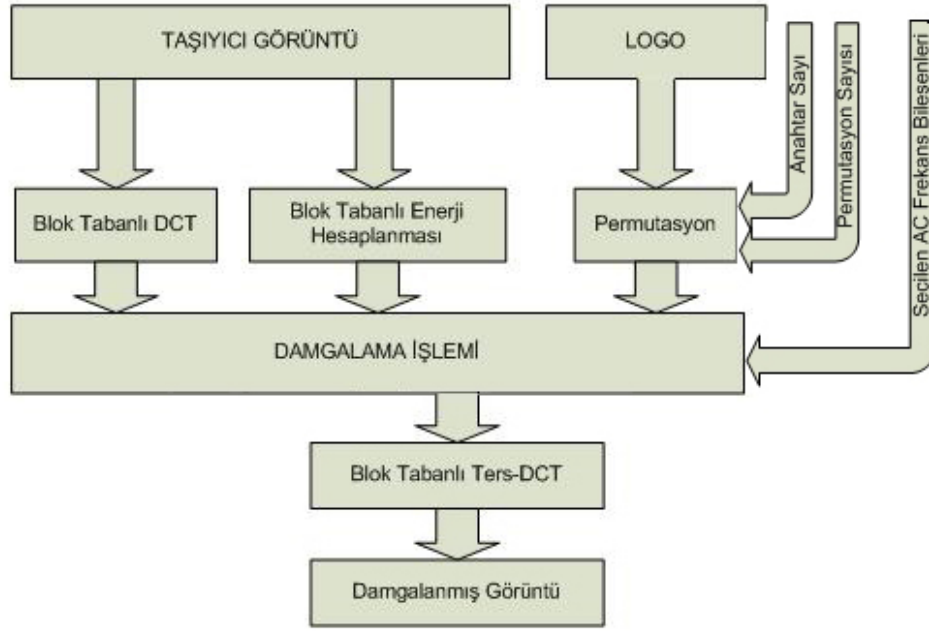 TAŞIYICI GÖRÜNTÜ
LOGO
Anahtar Sayı
Permutasyon Sayısı
Secilen AC Frekans Bileşenleri
Blok Tabanlı DCT
Blok Tabanlı Enerji
Hesaplanması
Permutasyon
DAMGALAMA İŞLEMİ
Blok Tabanlı Ters-DCT
Damgalanmış Görüntü